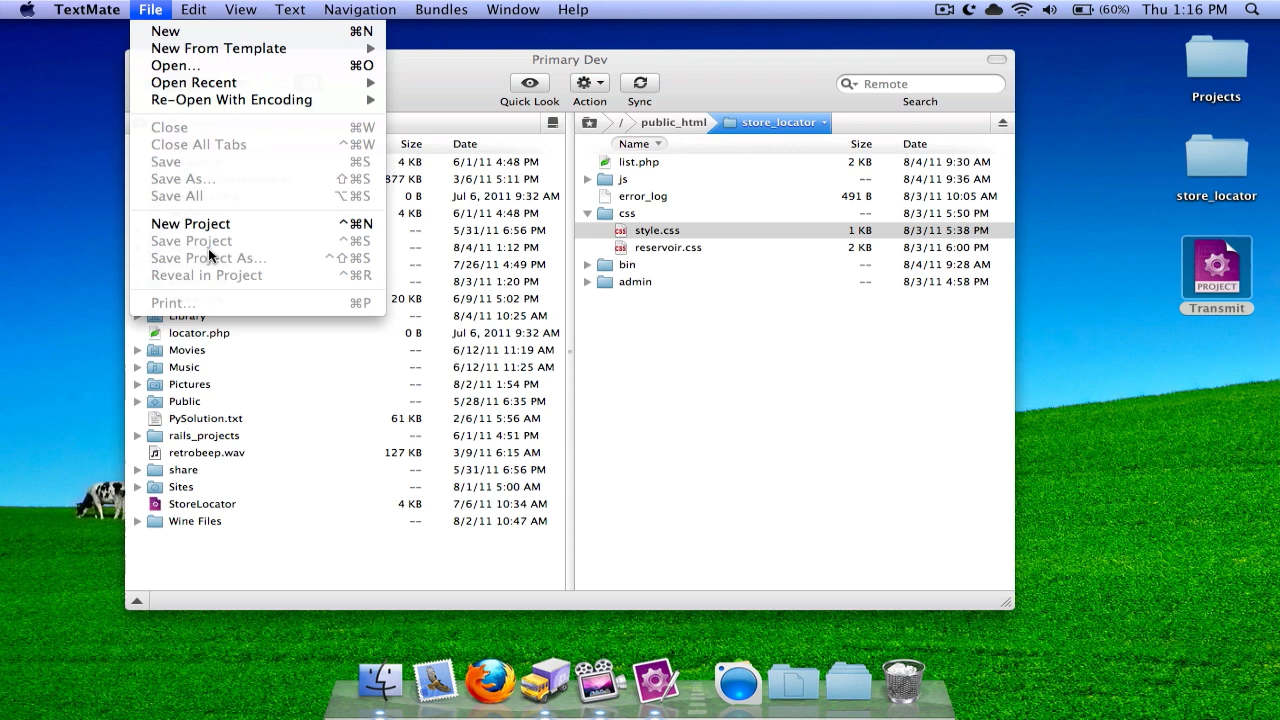 TextMate File Edit View Text Navigation Bundles Window Help (60%) Thu 1:16 PM
New ⌘N
New From Template
Open... ⌘O
Open Recent
Re-Open With Encoding
Close ⌘W
Close All Tabs ^⌘W
Save ⌘S
Save As... ⇧⌘S
Save All ⌥⌘S
New Project ^⌘N
Save Project ^⌘S
Save Project As... ^⇧⌘S
Reveal in Project ^⌘R
Print... ⌘P
Primary Dev
Quick Look Action Sync Search
Remote
Size Date
4 KB 6/1/11 4:48 PM
877 KB 3/6/11 5:11 PM
0 B Jul 6, 2011 9:32 AM
4 KB 6/1/11 4:48 PM
-- 5/31/11 6:56 PM
-- 8/4/11 1:12 PM
-- 7/26/11 4:49 PM
-- 8/3/11 1:20 PM
20 KB 6/9/11 5:02 PM
Library -- 8/4/11 10:25 AM
locator.php 0 B Jul 6, 2011 9:32 AM
Movies -- 6/12/11 11:19 AM
Music -- 6/12/11 11:25 AM
Pictures -- 8/2/11 1:54 PM
Public -- 5/28/11 6:35 PM
PySolution.txt 61 KB 2/6/11 5:56 AM
rails_projects -- 6/1/11 4:51 PM
retrobeep.wav 127 KB 3/9/11 6:15 AM
share -- 5/31/11 6:56 PM
Sites -- 8/1/11 5:00 AM
StoreLocator 4 KB 7/6/11 10:34 AM
Wine Files -- 8/2/11 10:47 AM
/ public_html store_locator
Name Size Date
list.php 2 KB 8/4/11 9:30 AM
js -- 8/4/11 9:36 AM
error_log 491 B 8/3/11 10:05 AM
css -- 8/3/11 5:50 PM
style.css 1 KB 8/3/11 5:38 PM
reservoir.css 2 KB 8/3/11 6:00 PM
bin -- 8/4/11 9:28 AM
admin -- 8/3/11 4:58 PM
Projects
store_locator
PROJECT
Transmit